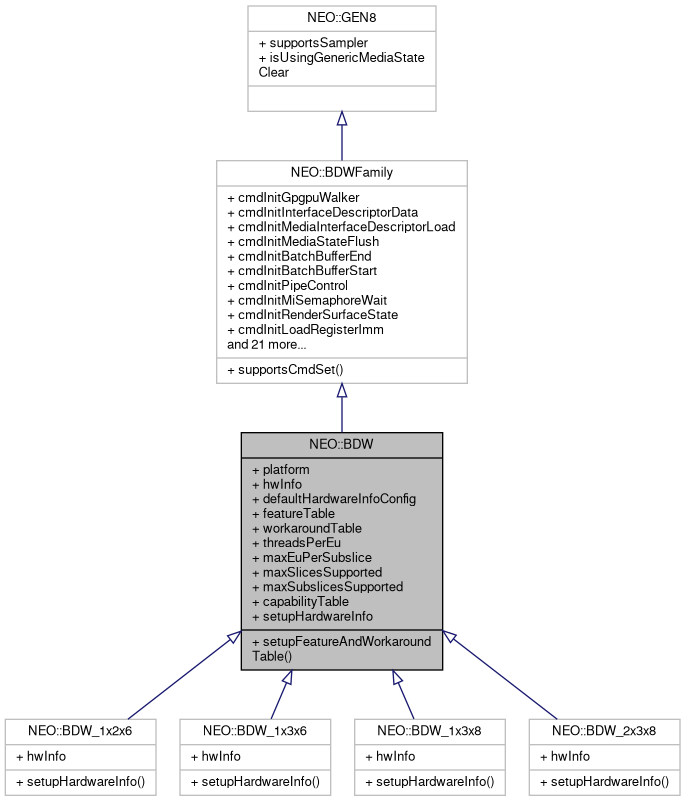 NEO::GEN8
+ supportsSampler
+ isUsingGenericMediaState
Clear
NEO::BDWFamily
+ cmdInitGpgpuWalker
+ cmdInitInterfaceDescriptorData
+ cmdInitMediaInterfaceDescriptorLoad
+ cmdInitMediaStateFlush
+ cmdInitBatchBufferEnd
+ cmdInitBatchBufferStart
+ cmdInitPipeControl
+ cmdInitMiSemaphoreWait
+ cmdInitRenderSurfaceState
+ cmdInitLoadRegisterImm
and 21 more...
+ supportsCmdSet()
NEO::BDW
+ platform
+ hwInfo
+ defaultHardwareInfoConfig
+ featureTable
+ workaroundTable
+ threadsPerEu
+ maxEuPerSubslice
+ maxSlicesSupported
+ maxSubslicesSupported
+ capabilityTable
+ setupHardwareInfo
+ setupFeatureAndWorkaround
Table()
NEO::BDW_1x2x6
+ hwInfo
+ setupHardwareInfo()
NEO::BDW_1x3x6
+ hwInfo
+ setupHardwareInfo()
NEO::BDW_1x3x8
+ hwInfo
+ setupHardwareInfo()
NEO::BDW_2x3x8
+ hwInfo
+ setupHardwareInfo()